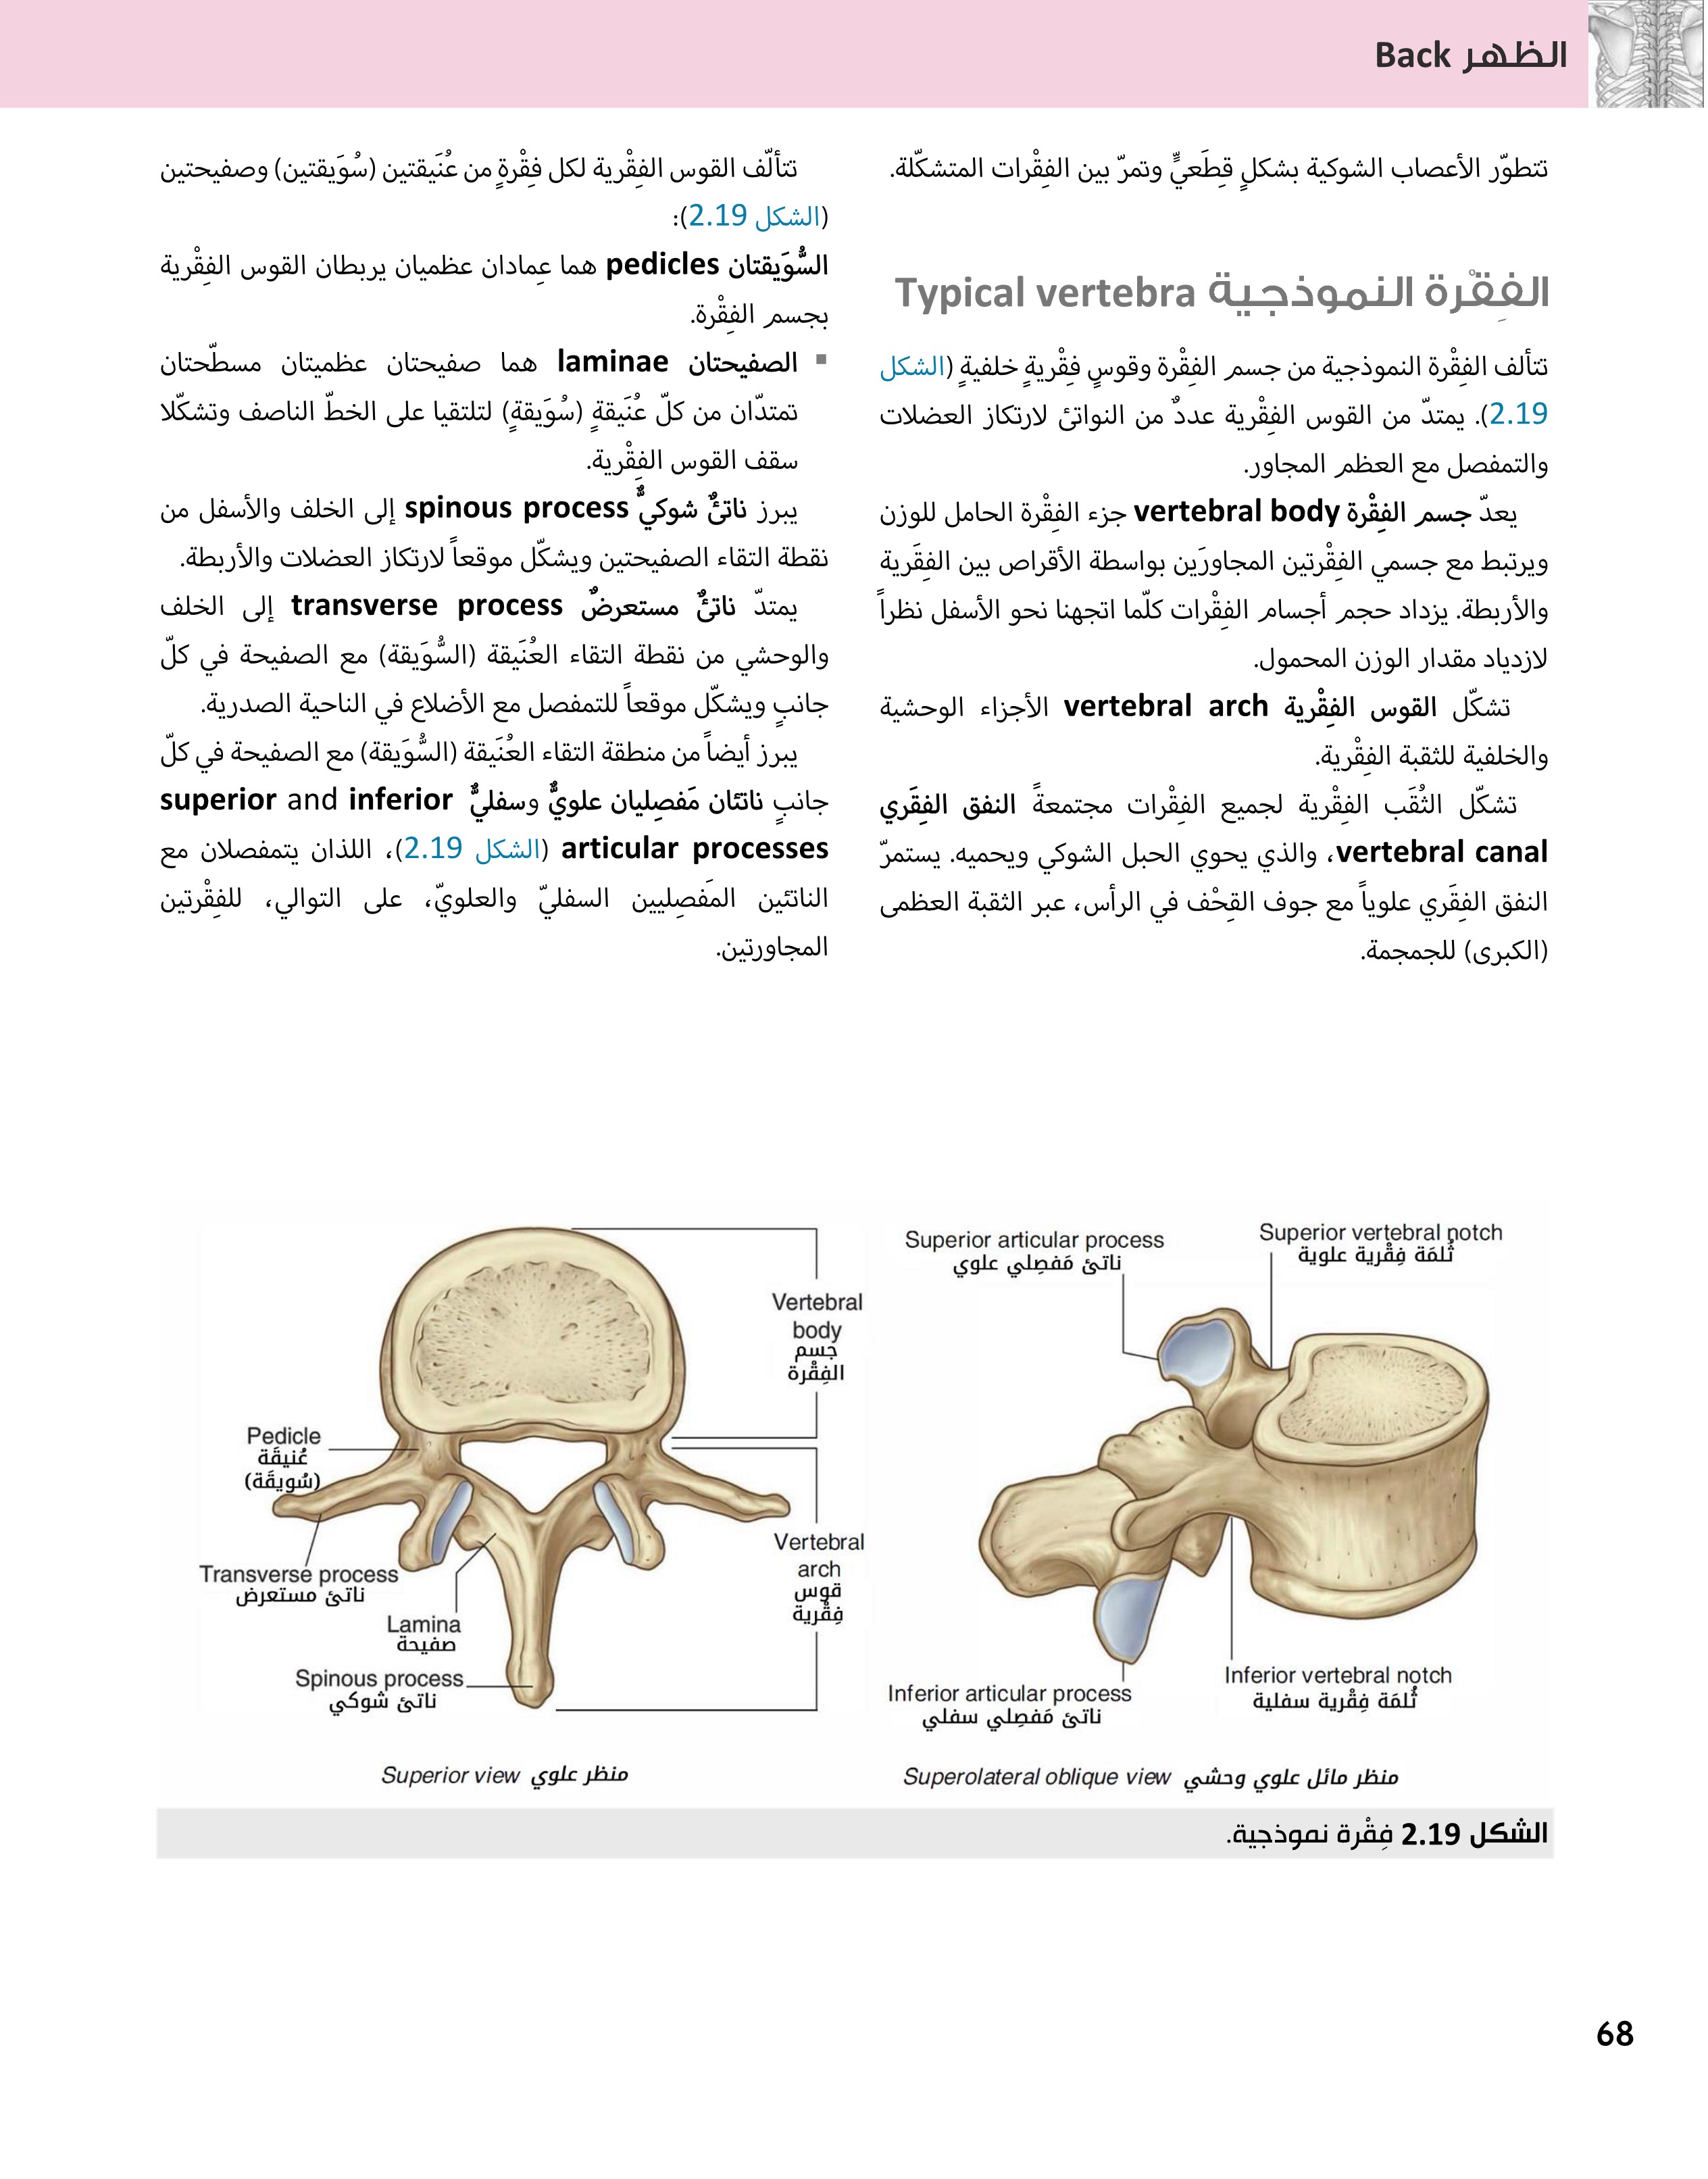 الظهر Back
تتطوّر الأعصاب الشوكية بشكلٍ قِطَعيٍّ وتمرّ بين الفِقْرات المتشكّلة.
الفِقْرة النموذجية Typical vertebra
تتألف الفِقْرة النموذجية من جسم الفِقْرة وقوسٍ فِقْريةٍ خلفيةٍ (الشكل
2.19). يمتدّ من القوس الفِقْرية عددٌ من النواتئ لارتكاز العضلات
والتمفصل مع العظم المجاور.
يعدّ جسم الفِقْرة vertebral body جزء الفِقْرة الحامل للوزن
ويرتبط مع جسمي الفِقْرتين المجاورَين بواسطة الأقراص بين الفِقَرية
والأربطة. يزداد حجم أجسام الفِقْرات كلّما اتجهنا نحو الأسفل نظراً
لازدياد مقدار الوزن المحمول.
تشكّل القوس الفِقْرية vertebral arch الأجزاء الوحشية
والخلفية للثقبة الفِقْرية.
تشكّل الثُقَب الفِقْرية لجميع الفِقْرات مجتمعةً النفق الفِقَري
vertebral canal، والذي يحوي الحبل الشوكي ويحميه. يستمرّ
النفق الفِقَري علوياً مع جوف القِحْف في الرأس، عبر الثقبة العظمى
(الكبرى) للجمجمة.
تتألّف القوس الفِقْرية لكل فِقْرةٍ من عُنَيقتين (سُوَيقتين) وصفيحتين
(الشكل 2.19):
السُّوَيقتان pedicles هما عِمادان عظميان يربطان القوس الفِقْرية
بجسم الفِقْرة.
▪ الصفيحتان laminae هما صفيحتان عظميتان مسطّحتان
تمتدّان من كلّ عُنَيقةٍ (سُوَيقةٍ) لتلتقيا على الخطّ الناصف وتشكّلا
سقف القوس الفِقْرية.
يبرز ناتئٌ شوكيٌّ spinous process إلى الخلف والأسفل من
نقطة التقاء الصفيحتين ويشكّل موقعاً لارتكاز العضلات والأربطة.
يمتدّ ناتئٌ مستعرضٌ transverse process إلى الخلف
والوحشي من نقطة التقاء العُنَيقة (السُّوَيقة) مع الصفيحة في كلّ
جانبٍ ويشكّل موقعاً للتمفصل مع الأضلاع في الناحية الصدرية.
يبرز أيضاً من منطقة التقاء العُنَيقة (السُّوَيقة) مع الصفيحة في كلّ
جانبٍ ناتئان مَفصِليان علويٌّ وسفليٌّ superior and inferior
articular processes (الشكل 2.19)، اللذان يتمفصلان مع
الناتئين المَفصِليين السفليّ والعلويّ، على التوالي، للفِقْرتين
المجاورتين.
Superior articular process
ناتئ مَفصِلي علوي
Superior vertebral notch
ثُلمَة فِقْرية علوية
Inferior articular process
ناتئ مَفصِلي سفلي
Inferior vertebral notch
ثُلمَة فِقْرية سفلية
Superolateral oblique view منظر مائل علوي وحشي
Vertebral
body
جسم
الفِقْرة
Pedicle
عُنيقَة
(سُويقَة)
Transverse process
ناتئ مستعرض
Lamina
صفيحة
Spinous process
ناتئ شوكي
Vertebral
arch
قوس
فِقْرية
Superior view منظر علوي
الشكل 2.19 فِقْرة نموذجية.
68